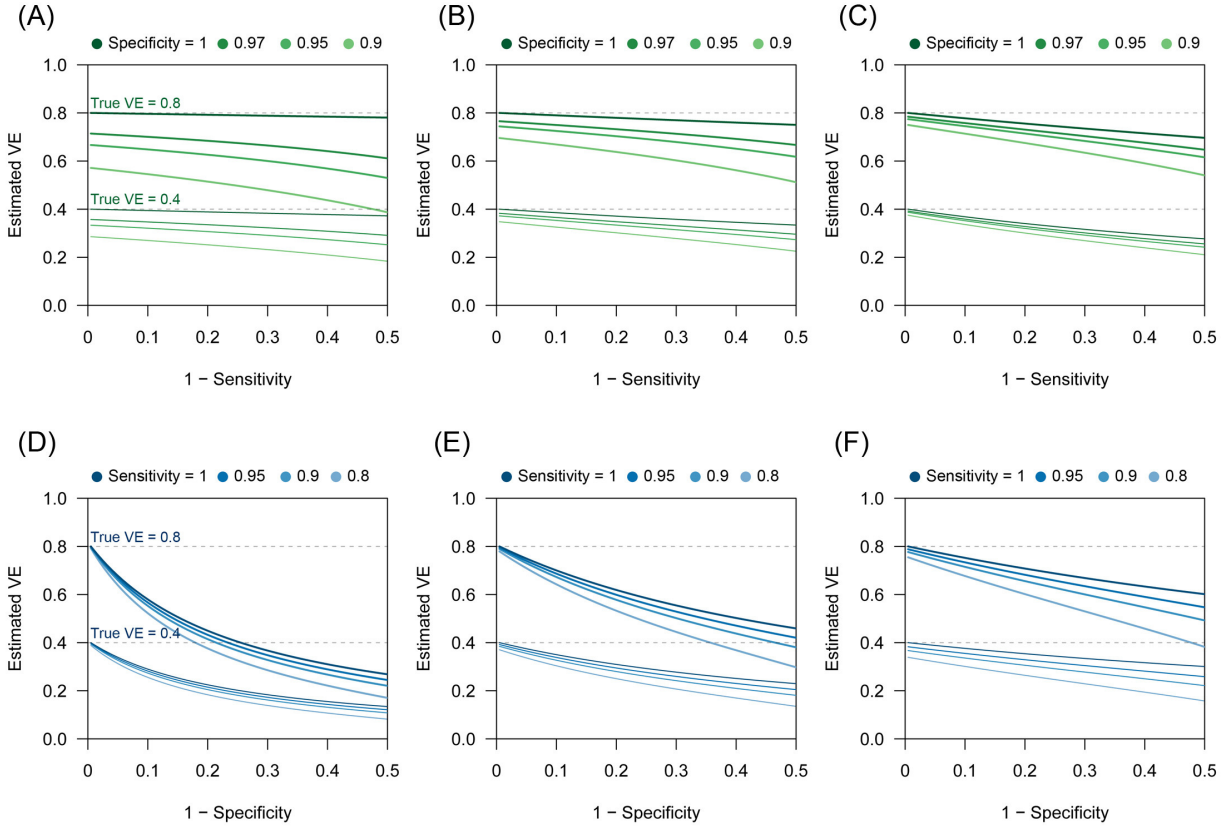 (A)
Specificity = 1 0.97 0.95 0.9
1.0
0.8
0.6
0.4
0.2
0.0
Estimated VE
True VE = 0.8
True VE = 0.4
0 0.1 0.2 0.3 0.4 0.5
1 − Sensitivity
(B)
Specificity = 1 0.97 0.95 0.9
1.0
0.8
0.6
0.4
0.2
0.0
Estimated VE
0 0.1 0.2 0.3 0.4 0.5
1 − Sensitivity
(C)
Specificity = 1 0.97 0.95 0.9
1.0
0.8
0.6
0.4
0.2
0.0
Estimated VE
0 0.1 0.2 0.3 0.4 0.5
1 − Sensitivity
(D)
Sensitivity = 1 0.95 0.9 0.8
1.0
0.8
0.6
0.4
0.2
0.0
Estimated VE
True VE = 0.8
True VE = 0.4
0 0.1 0.2 0.3 0.4 0.5
1 − Specificity
(E)
Sensitivity = 1 0.95 0.9 0.8
1.0
0.8
0.6
0.4
0.2
0.0
Estimated VE
0 0.1 0.2 0.3 0.4 0.5
1 − Specificity
(F)
Sensitivity = 1 0.95 0.9 0.8
1.0
0.8
0.6
0.4
0.2
0.0
Estimated VE
0 0.1 0.2 0.3 0.4 0.5
1 − Specificity